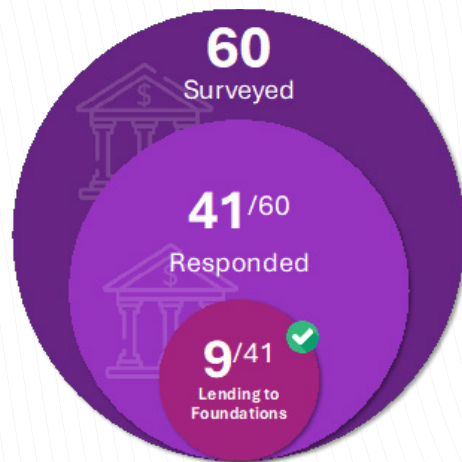 60
Surveyed
41/60
Responded
9/41
Lending to
Foundations